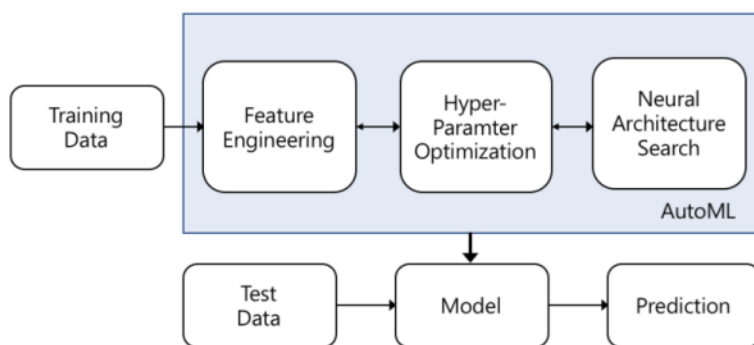 Training
Data
Feature
Engineering
Hyper-
Paramter
Optimization
Neural
Architecture
Search
AutoML
Test
Data
Model
Prediction